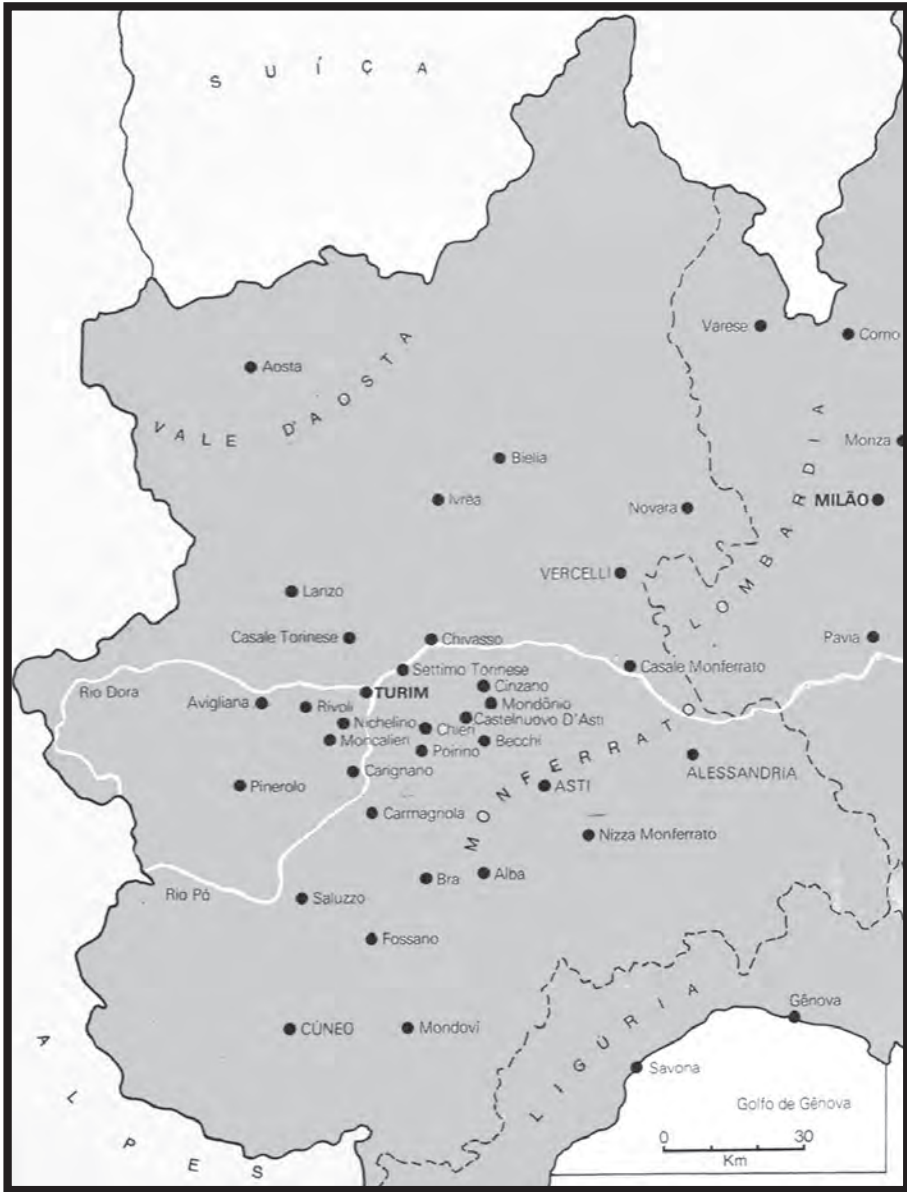 SUÍÇA
Varese
Como
Aosta
VALE D'AOSTA
Monza
Biella
LOMBARDIA
Ivrea
MILÃO
Novara
VERCELLI
Lanzo
Casale Torinese
Chivasso
Pavia
Settimo Torinese
Casale Monferrato
Rio Dora
TURIM
Cinzano
Avigliana
Rivoli
Mondônio
Nichelino
Castelnuovo D'Asti
Chieri
Moncalieri
Becchi
Poirino
MONFERRATO
ALESSANDRIA
Carignano
Pinerolo
ASTI
Carmagnola
Nizza Monferrato
Bra
Alba
Rio Pó
Saluzzo
Fossano
LIGÚRIA
Gênova
CÚNEO
Mondoví
ALPES
Savona
Golfo de Gênova
0 30
Km